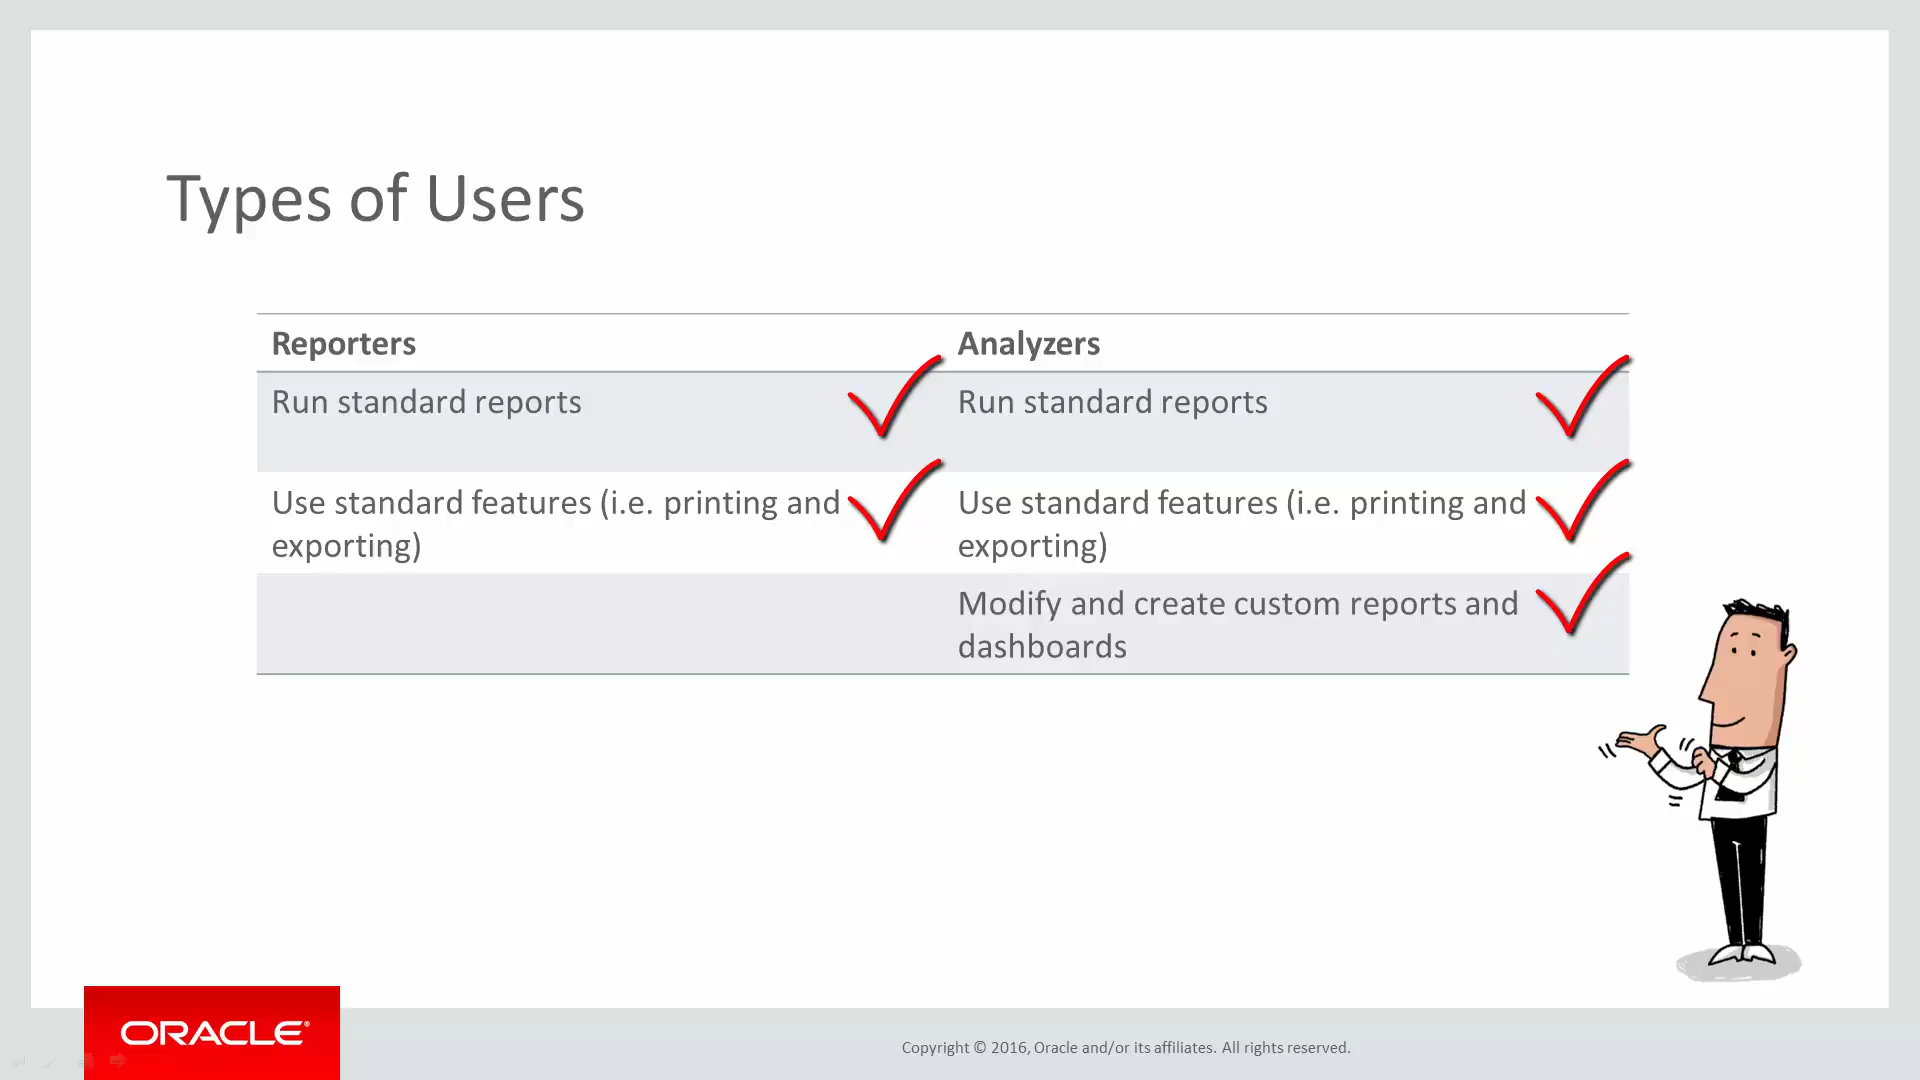 Types of Users
Reporters
Analyzers
Run standard reports
Run standard reports
Use standard features (i.e. printing and
exporting)
Use standard features (i.e. printing and
exporting)
Modify and create custom reports and
dashboards
ORACLE®
Copyright © 2016, Oracle and/or its affiliates. All rights reserved.